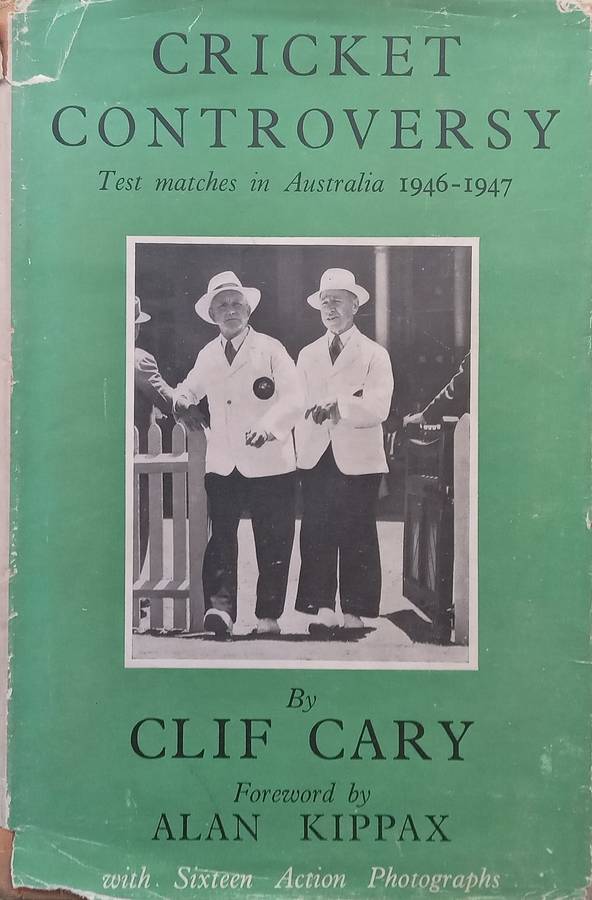 CRICKET
CONTROVERSY
Test matches in Australia 1946-1947
By
CLIF CARY
Foreword by
ALAN KIPPAX
with Sixteen Action Photographs